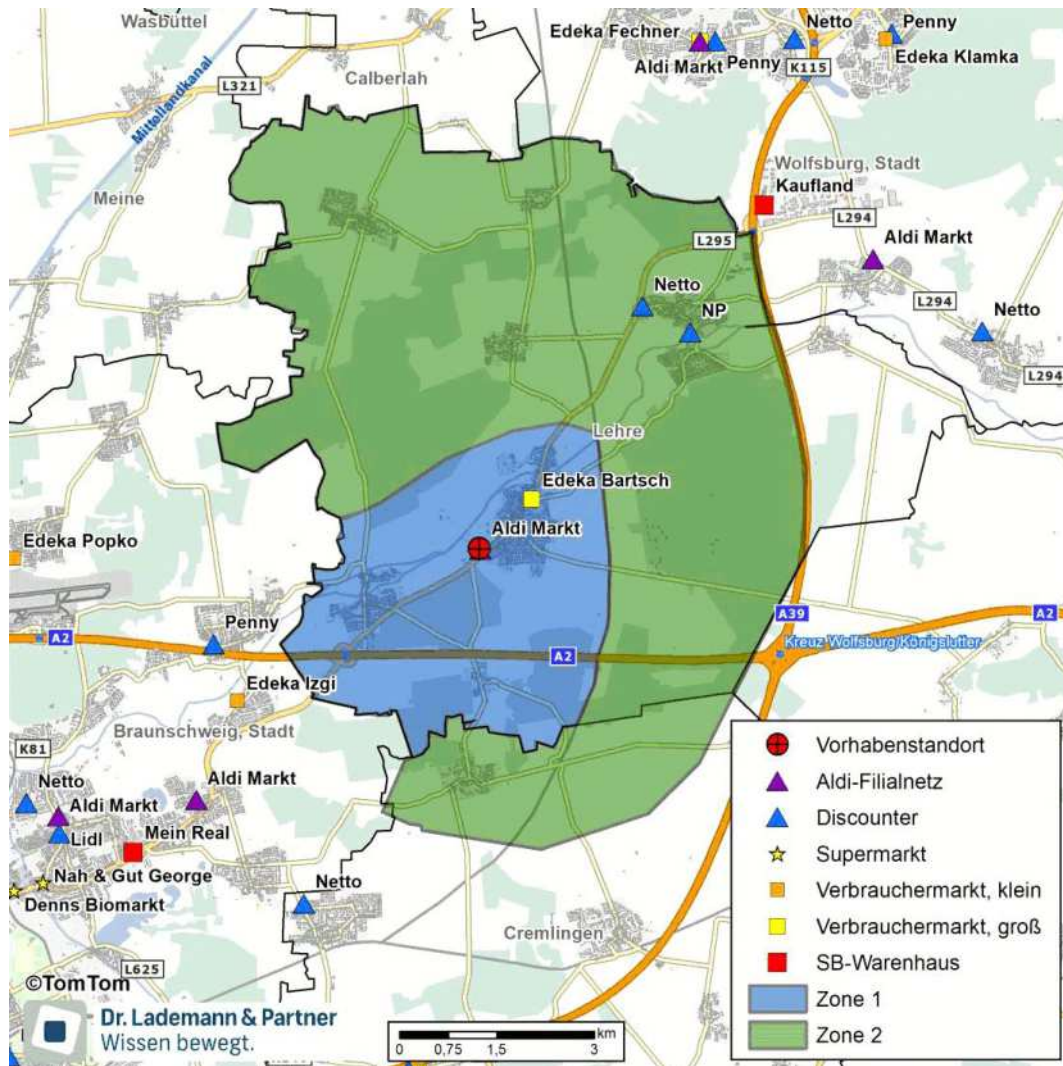 Wasbüttel
Edeka Fechner
Netto
Penny
Aldi Markt
Penny
K115
Edeka Klamka
Calberlah
L321
Mittellandkanal
Meine
Wolfsburg, Stadt
Kaufland
L294
L295
Aldi Markt
Netto
NP
L294
Netto
L294
Lehre
Edeka Bartsch
Aldi Markt
Edeka Popko
A2
Penny
A39
A2
Kreuz Wolfsburg/Königslutter
A2
Edeka Izgi
Braunschweig, Stadt
K81
Netto
Aldi Markt
Aldi Markt
Lidl
Mein Real
Nah & Gut George
Denns Biomarkt
Netto
Cremlingen
L625
©TomTom
Dr. Lademann & Partner
Wissen bewegt.
km
0 0,75 1,5 3
Vorhabenstandort
Aldi-Filialnetz
Discounter
Supermarkt
Verbrauchermarkt, klein
Verbrauchermarkt, groß
SB-Warenhaus
Zone 1
Zone 2